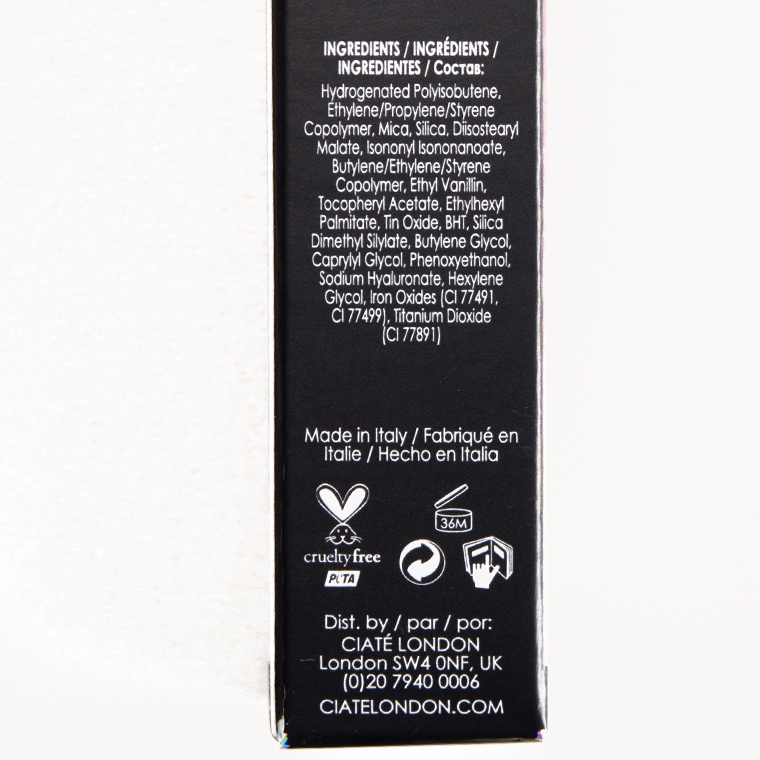 INGREDIENTS / INGRÉDIENTS /
INGREDIENTES / Состав:
Hydrogenated Polyisobutene,
Ethylene/Propylene/Styrene
Copolymer, Mica, Silica, Diisostearyl
Malate, Isononyl Isononanoate,
Butylene/Ethylene/Styrene
Copolymer, Ethyl Vanillin,
Tocopheryl Acetate, Ethylhexyl
Palmitate, Tin Oxide, BHT, Silica
Dimethyl Silylate, Butylene Glycol,
Caprylyl Glycol, Phenoxyethanol,
Sodium Hyaluronate, Hexylene
Glycol, Iron Oxides (CI 77491,
CI 77499), Titanium Dioxide
(CI 77891)
Made in Italy / Fabriqué en
Italie / Hecho en Italia
36M
crueltyfree
PETA
Dist. by / par / por:
CIATÉ LONDON
London SW4 0NF, UK
(0)20 7940 0006
CIATELONDON.COM